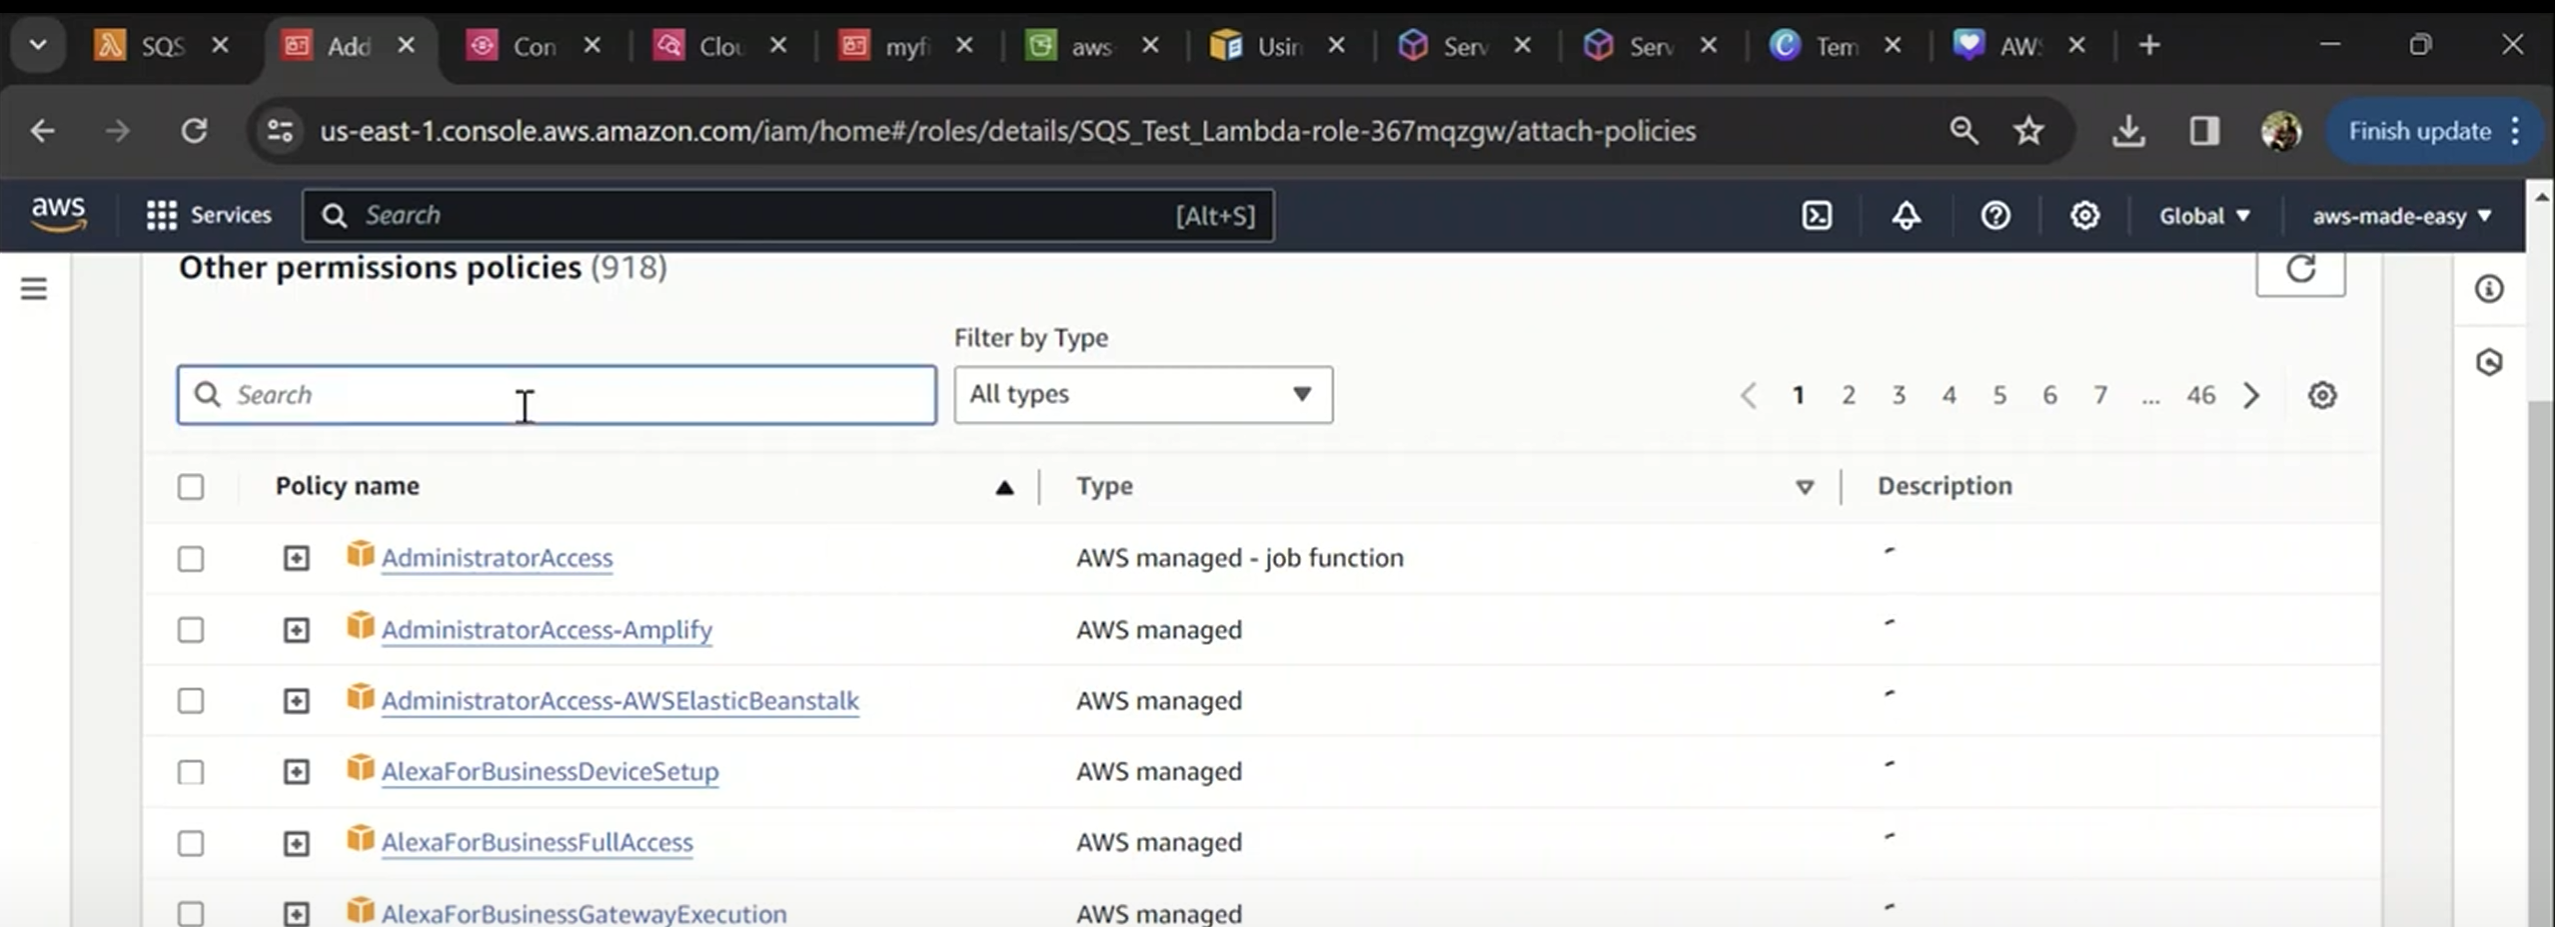 SQS Add Con Clou myfi aws Usin Serv Serv Tem AWS
us-east-1.console.aws.amazon.com/iam/home#/roles/details/SQS_Test_Lambda-role-367mqzgw/attach-policies Finish update
aws Services Search [Alt+S] Global aws-made-easy
Other permissions policies (918)
Filter by Type
Search All types 1 2 3 4 5 6 7 ... 46
Policy name Type Description
AdministratorAccess AWS managed - job function -
AdministratorAccess-Amplify AWS managed -
AdministratorAccess-AWSElasticBeanstalk AWS managed -
AlexaForBusinessDeviceSetup AWS managed -
AlexaForBusinessFullAccess AWS managed -
AlexaForBusinessGatewayExecution AWS managed -